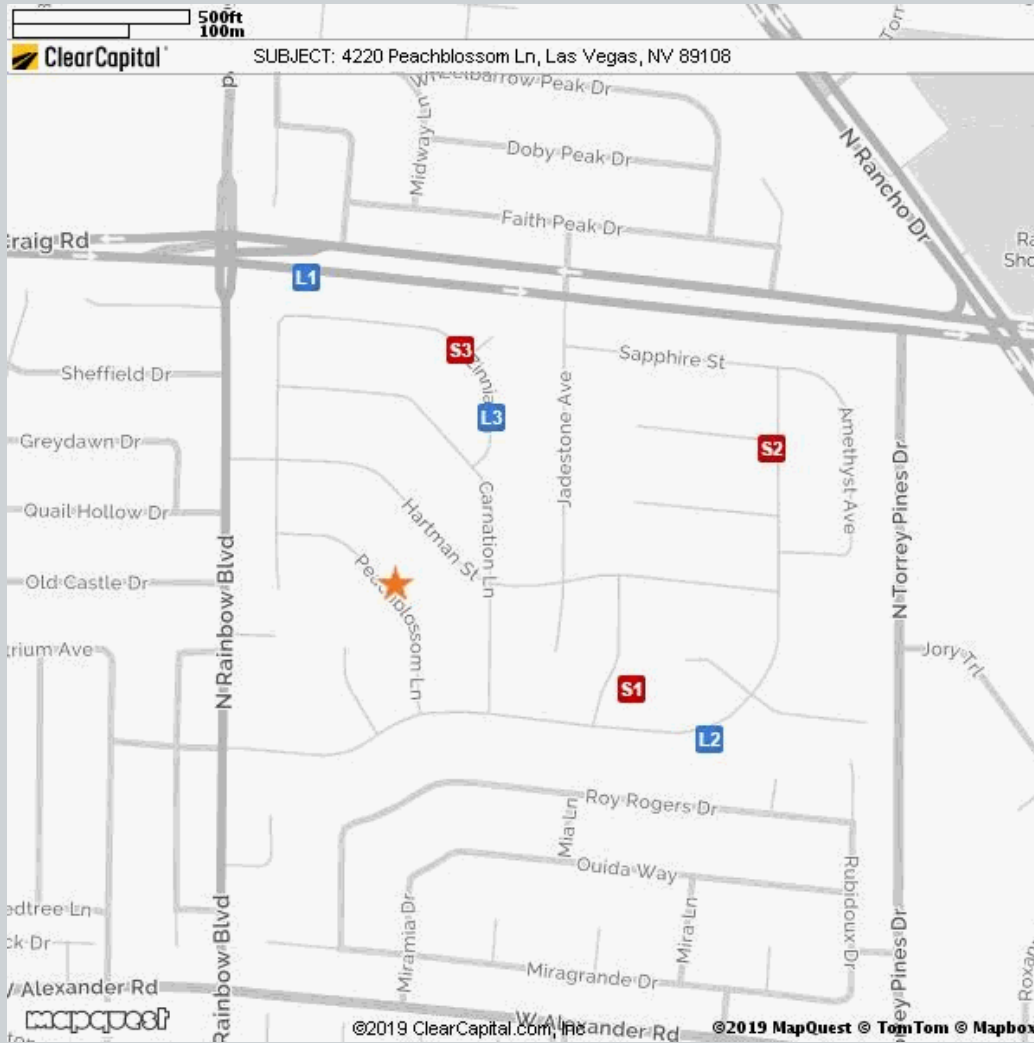 500ft
100m
ClearCapital
SUBJECT: 4220 Peachblossom Ln, Las Vegas, NV 89108
Peak Dr
Midway Ln
Doby Peak Dr
N Rancho Dr
Faith Peak Dr
Craig Rd
L1
S3
Zinnia
Sapphire St
Sheffield Dr
L3
Jadestone Ave
Amethyst Ave
Greydawn Dr
S2
N Torrey Pines Dr
Quail Hollow Dr
Hartman St
Carnation Ln
Old Castle Dr
Peachblossom Ln
N Rainbow Blvd
Jory Trl
S1
L2
Roy Rogers Dr
Mia Ln
Ouida Way
Rubidoux Dr
Miramia Dr
Mira Ln
Rainbow Blvd
Pines Dr
Miragrande Dr
Alexander Rd
mapquest
©2019 ClearCapital.com, Inc
W Alexander Rd
©2019 MapQuest © TomTom © Mapbox